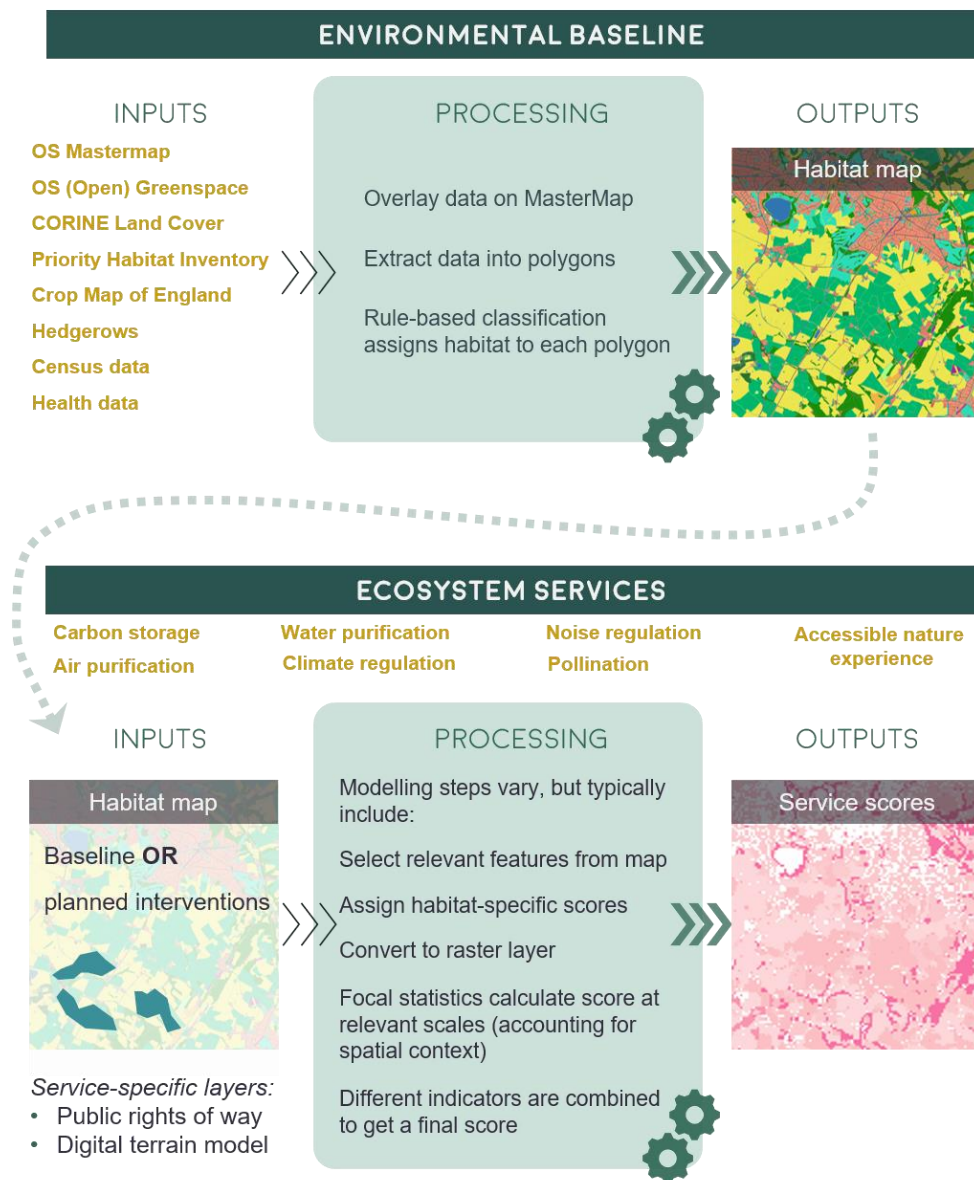 ENVIRONMENTAL BASELINE
INPUTS
OS Mastermap
OS (Open) Greenspace
CORINE Land Cover
Priority Habitat Inventory
Crop Map of England
Hedgerows
Census data
Health data
PROCESSING
Overlay data on MasterMap
Extract data into polygons
Rule-based classification
assigns habitat to each polygon
OUTPUTS
Habitat map
ECOSYSTEM SERVICES
Carbon storage
Air purification
Water purification
Climate regulation
Noise regulation
Pollination
Accessible nature
experience
INPUTS
Habitat map
Baseline OR
planned interventions
Service-specific layers:
• Public rights of way
• Digital terrain model
PROCESSING
Modelling steps vary, but typically
include:
Select relevant features from map
Assign habitat-specific scores
Convert to raster layer
Focal statistics calculate score at
relevant scales (accounting for
spatial context)
Different indicators are combined
to get a final score
OUTPUTS
Service scores